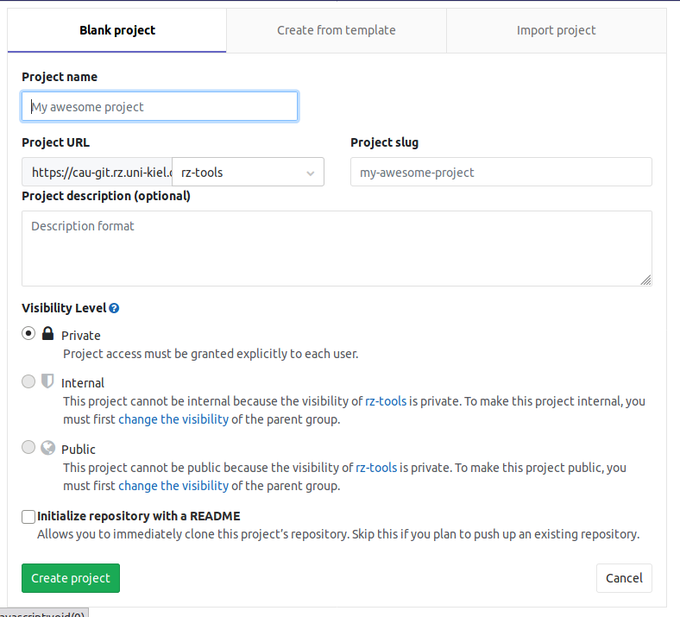 Blank project
Create from template
Import project
Project name
My awesome project
Project URL
Project slug
https://cau-git.rz.uni-kiel.
rz-tools
my-awesome-project
Project description (optional)
Description format
Visibility Level
Private
Project access must be granted explicitly to each user.
Internal
This project cannot be internal because the visibility of rz-tools is private. To make this project internal, you
must first change the visibility of the parent group.
Public
This project cannot be public because the visibility of rz-tools is private. To make this project public, you
must first change the visibility of the parent group.
Initialize repository with a README
Allows you to immediately clone this project's repository. Skip this if you plan to push up an existing repository.
Create project
Cancel